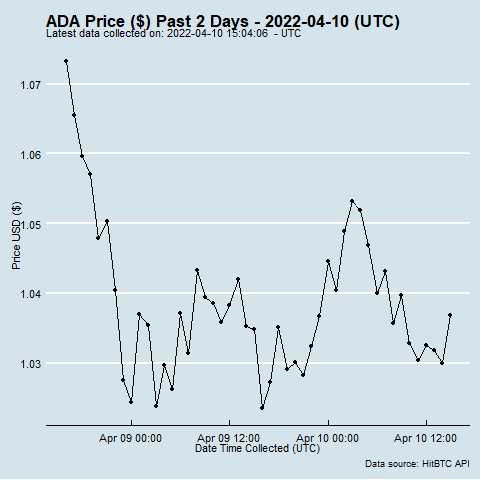 ADA Price ($) Past 2 Days - 2022-04-10 (UTC)
Latest data collected on: 2022-04-10 15:04:06  - UTC
1.07
1.06
1.05
1.04
1.03
Price USD ($)
Apr 09 00:00 Apr 09 12:00 Apr 10 00:00 Apr 10 12:00
Date Time Collected (UTC)
Data source: HitBTC API